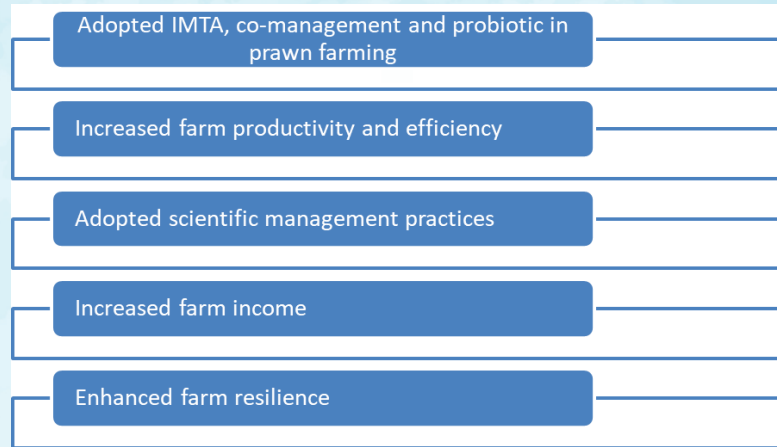 Adopted IMTA, co-management and probiotic in
prawn farming
Increased farm productivity and efficiency
Adopted scientific management practices
Increased farm income
Enhanced farm resilience